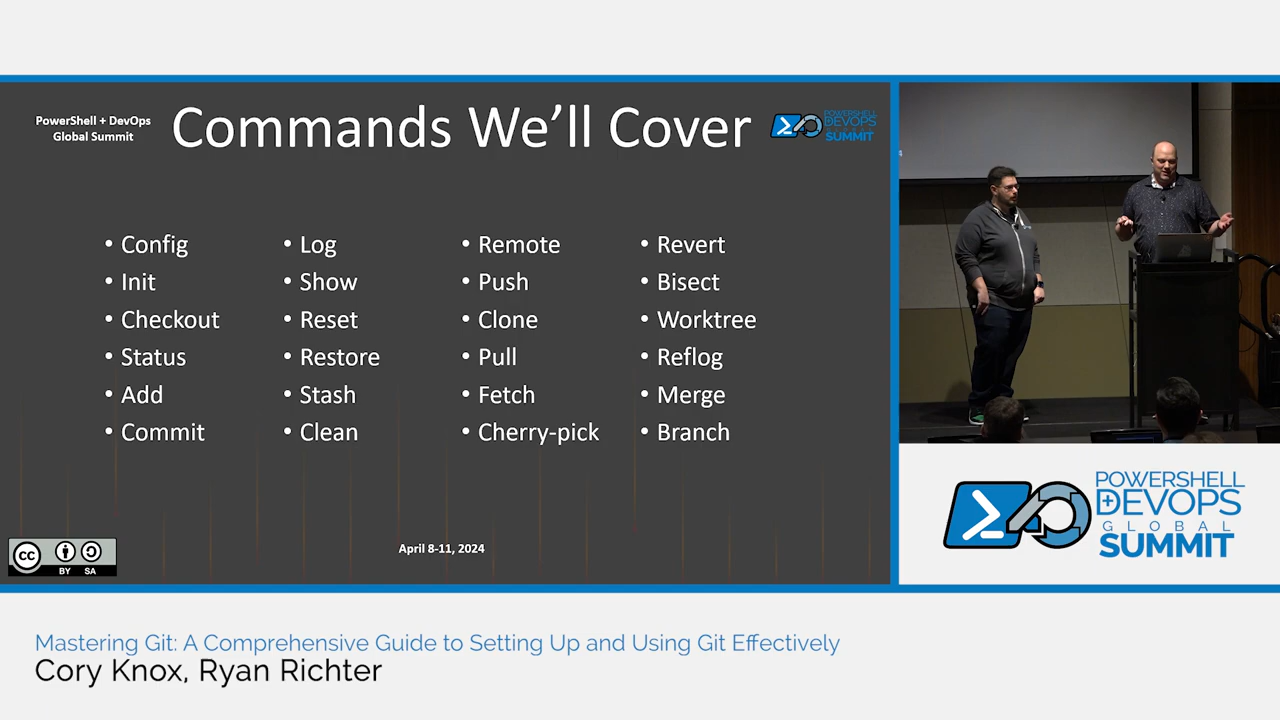 PowerShell + DevOps
Global Summit
Commands We'll Cover
POWERSHELL
DEVOPS
GLOBAL
SUMMIT
• Config
• Init
• Checkout
• Status
• Add
• Commit
• Log
• Show
• Reset
• Restore
• Stash
• Clean
• Remote
• Push
• Clone
• Pull
• Fetch
• Cherry-pick
• Revert
• Bisect
• Worktree
• Reflog
• Merge
• Branch
April 8-11, 2024
cc
BY SA
POWERSHELL
DEVOPS
GLOBAL
SUMMIT
Mastering Git: A Comprehensive Guide to Setting Up and Using Git Effectively
Cory Knox, Ryan Richter